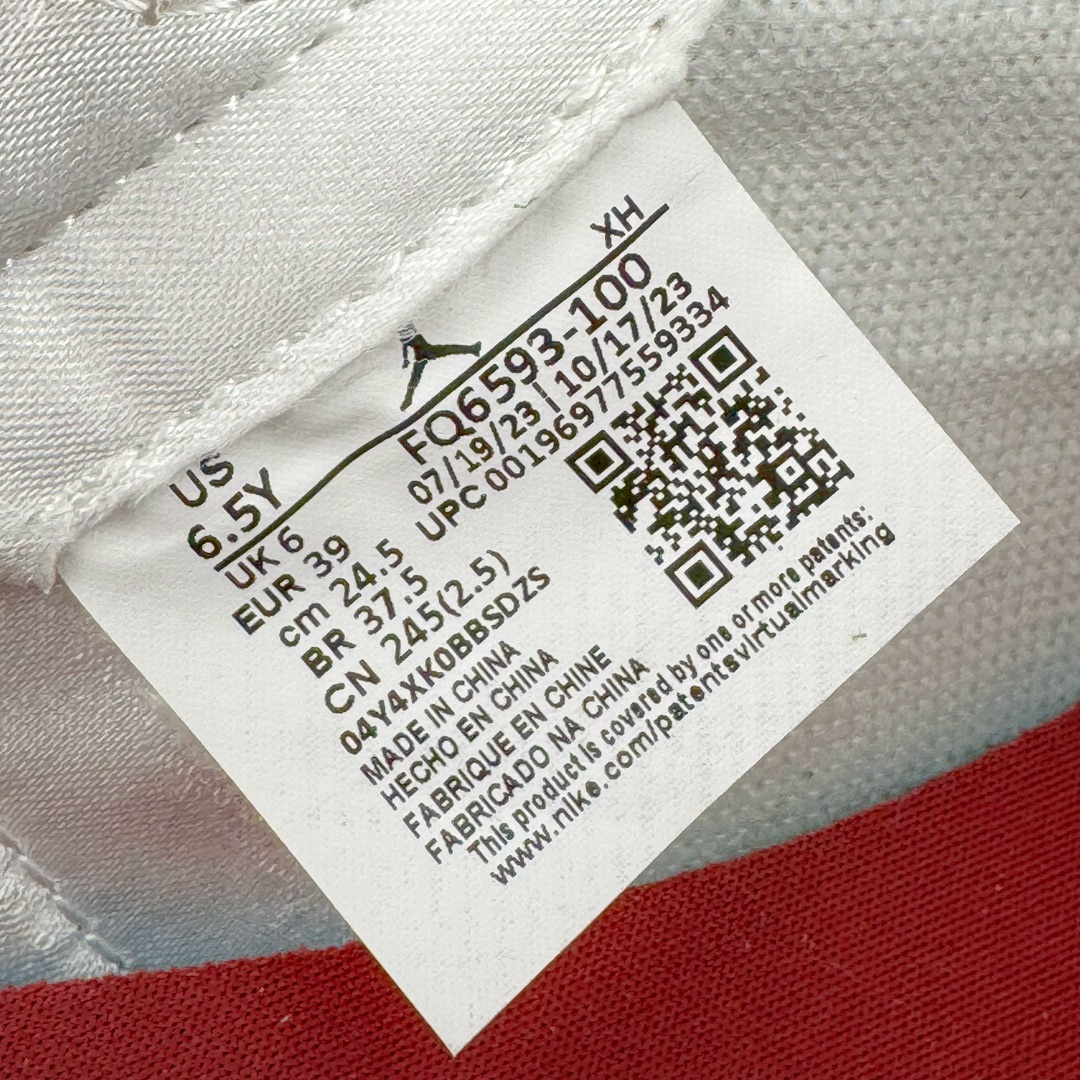 XH
US
6.5Y
UK 6
EUR 39
cm 24.5
BR 37.5
CN 245(2.5)
FQ6593-100
07/19/23 | 10/17/23
UPC 00196977559334
04Y4XK0BBSDZS
MADE IN CHINA
HECHO EN CHINA
FABRIQUE EN CHINE
FABRICADO NA CHINA
This product is covered by one or more patents:
www.nike.com/patentsvirtualmarking